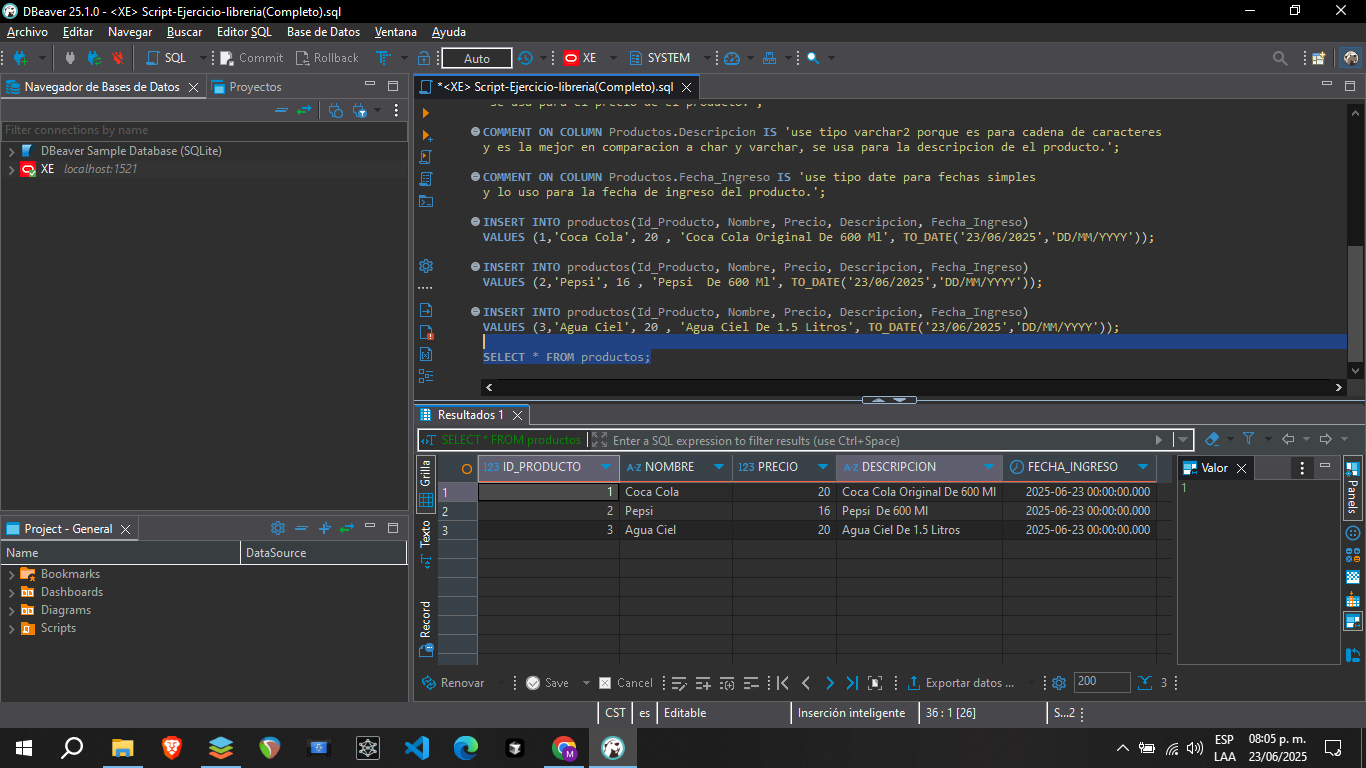 DBeaver 25.1.0 - <XE> Script-Ejercicio-libreria(Completo).sql
Archivo Editar Navegar Buscar Editor SQL Base de Datos Ventana Ayuda
SQL Commit Rollback T Auto XE SYSTEM
Navegador de Bases de Datos Proyectos
Filter connections by name
DBeaver Sample Database (SQLite)
XE localhost:1521
Project - General
Name DataSource
Bookmarks
Dashboards
Diagrams
Scripts
*<XE> Script-Ejercicio-libreria(Completo).sql
se usa para el precio de el producto.';
COMMENT ON COLUMN Productos.Descripcion IS 'use tipo varchar2 porque es para cadena de caracteres
y es la mejor en comparacion a char y varchar, se usa para la descripcion de el producto.';
COMMENT ON COLUMN Productos.Fecha_Ingreso IS 'use tipo date para fechas simples
y lo uso para la fecha de ingreso del producto.';
INSERT INTO productos(Id_Producto, Nombre, Precio, Descripcion, Fecha_Ingreso)
VALUES (1,'Coca Cola', 20 , 'Coca Cola Original De 600 Ml', TO_DATE('23/06/2025','DD/MM/YYYY'));
INSERT INTO productos(Id_Producto, Nombre, Precio, Descripcion, Fecha_Ingreso)
VALUES (2,'Pepsi', 16 , 'Pepsi  De 600 Ml', TO_DATE('23/06/2025','DD/MM/YYYY'));
INSERT INTO productos(Id_Producto, Nombre, Precio, Descripcion, Fecha_Ingreso)
VALUES (3,'Agua Ciel', 20 , 'Agua Ciel De 1.5 Litros', TO_DATE('23/06/2025','DD/MM/YYYY'));
SELECT * FROM productos;
Resultados 1
SELECT * FROM productos Enter a SQL expression to filter results (use Ctrl+Space)
Grilla
Texto
Record
123 ID_PRODUCTO A-Z NOMBRE 123 PRECIO A-Z DESCRIPCION FECHA_INGRESO
1 1 Coca Cola 20 Coca Cola Original De 600 Ml 2025-06-23 00:00:00.000
2 2 Pepsi 16 Pepsi  De 600 Ml 2025-06-23 00:00:00.000
3 3 Agua Ciel 20 Agua Ciel De 1.5 Litros 2025-06-23 00:00:00.000
Valor
1
Panels
Renovar Save Cancel Exportar datos ... 200 3
CST es Editable Inserción inteligente 36 : 1 [26] S...2
ESP 08:05 p. m.
LAA 23/06/2025